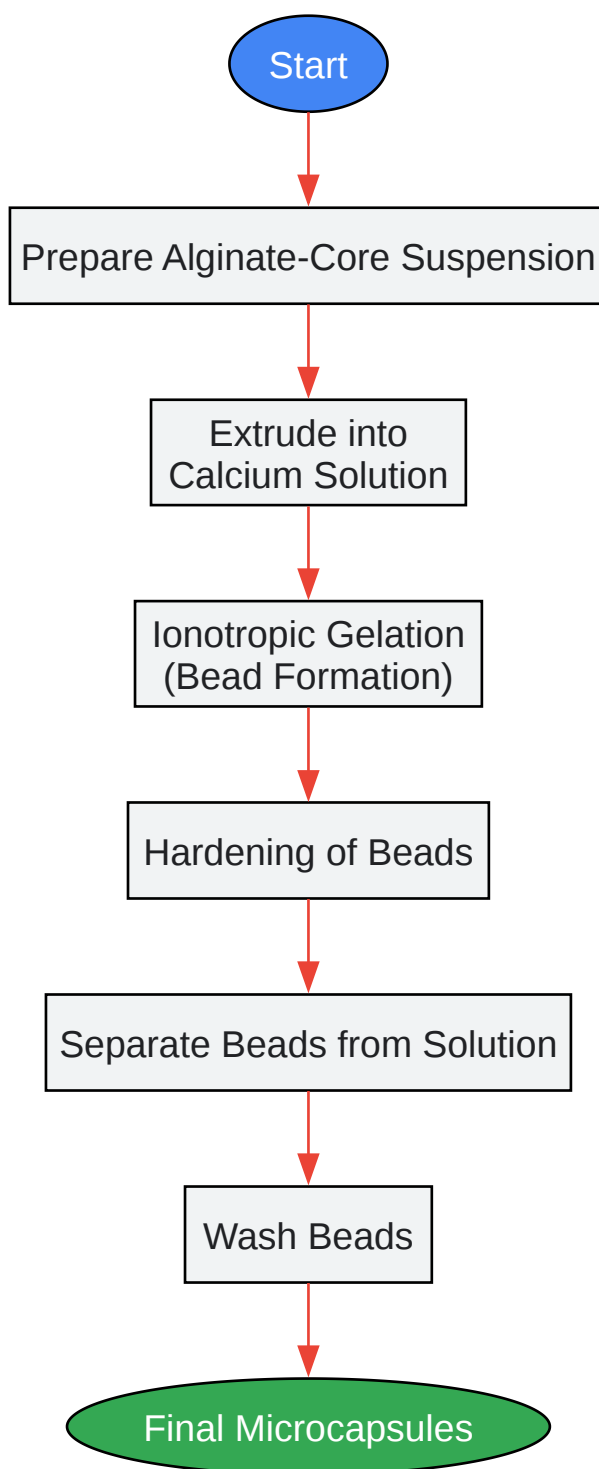 Start
Prepare Alginate-Core Suspension
Extrude into
Calcium Solution
Ionotropic Gelation
(Bead Formation)
Hardening of Beads
Separate Beads from Solution
Wash Beads
Final Microcapsules